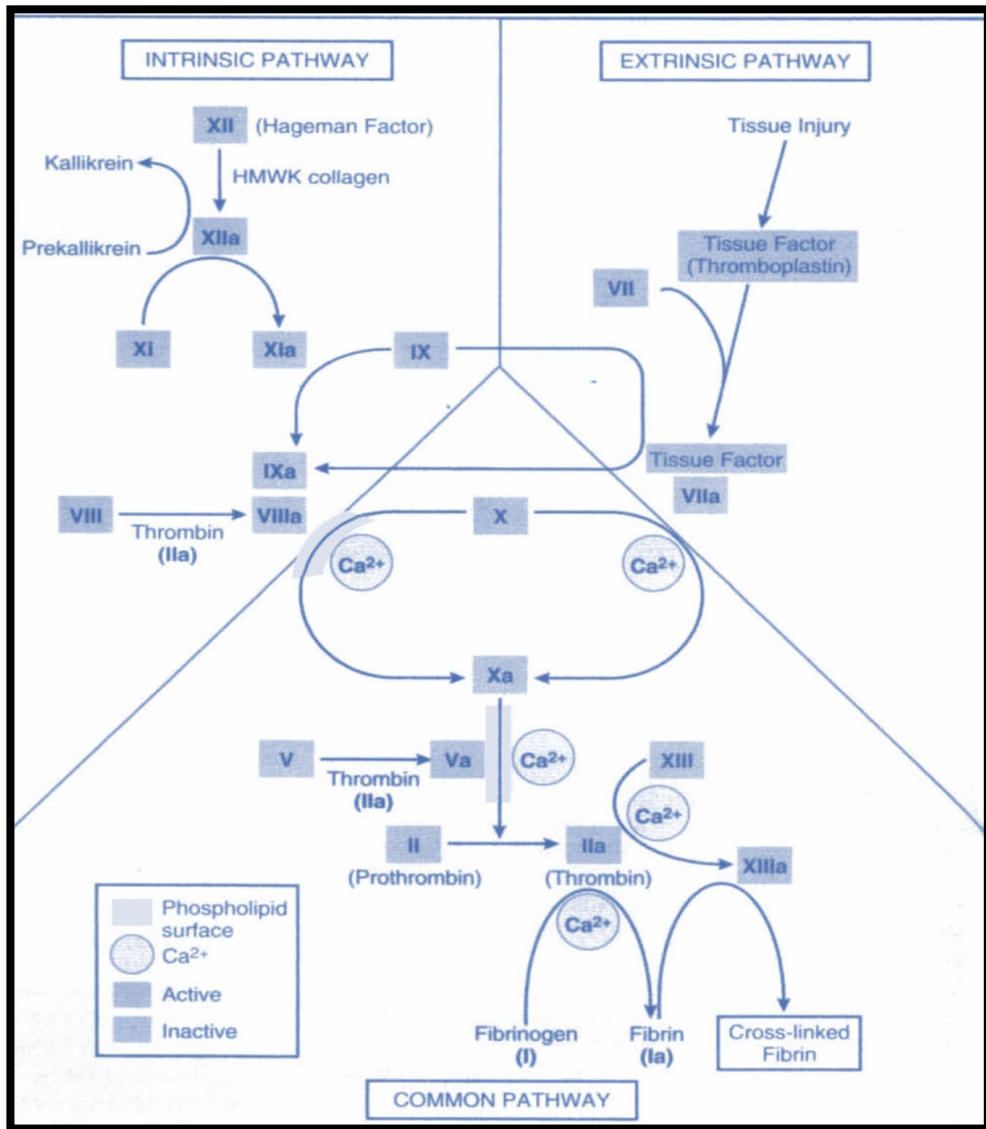 INTRINSIC PATHWAY
EXTRINSIC PATHWAY
XII (Hageman Factor)
Tissue Injury
Kallikrein
HMWK collagen
Prekallikrein
XIIa
Tissue Factor
(Thromboplastin)
VII
XI
XIa
IX
IXa
Tissue Factor
VIIa
VIII
Thrombin
(IIa)
VIIIa
X
Ca2+
Ca2+
Xa
V
Thrombin
(IIa)
Va
Ca2+
XIII
Ca2+
II
(Prothrombin)
IIa
(Thrombin)
XIIIa
Ca2+
Phospholipid
surface
Ca2+
Active
Inactive
Fibrinogen
(I)
Fibrin
(Ia)
Cross-linked
Fibrin
COMMON PATHWAY